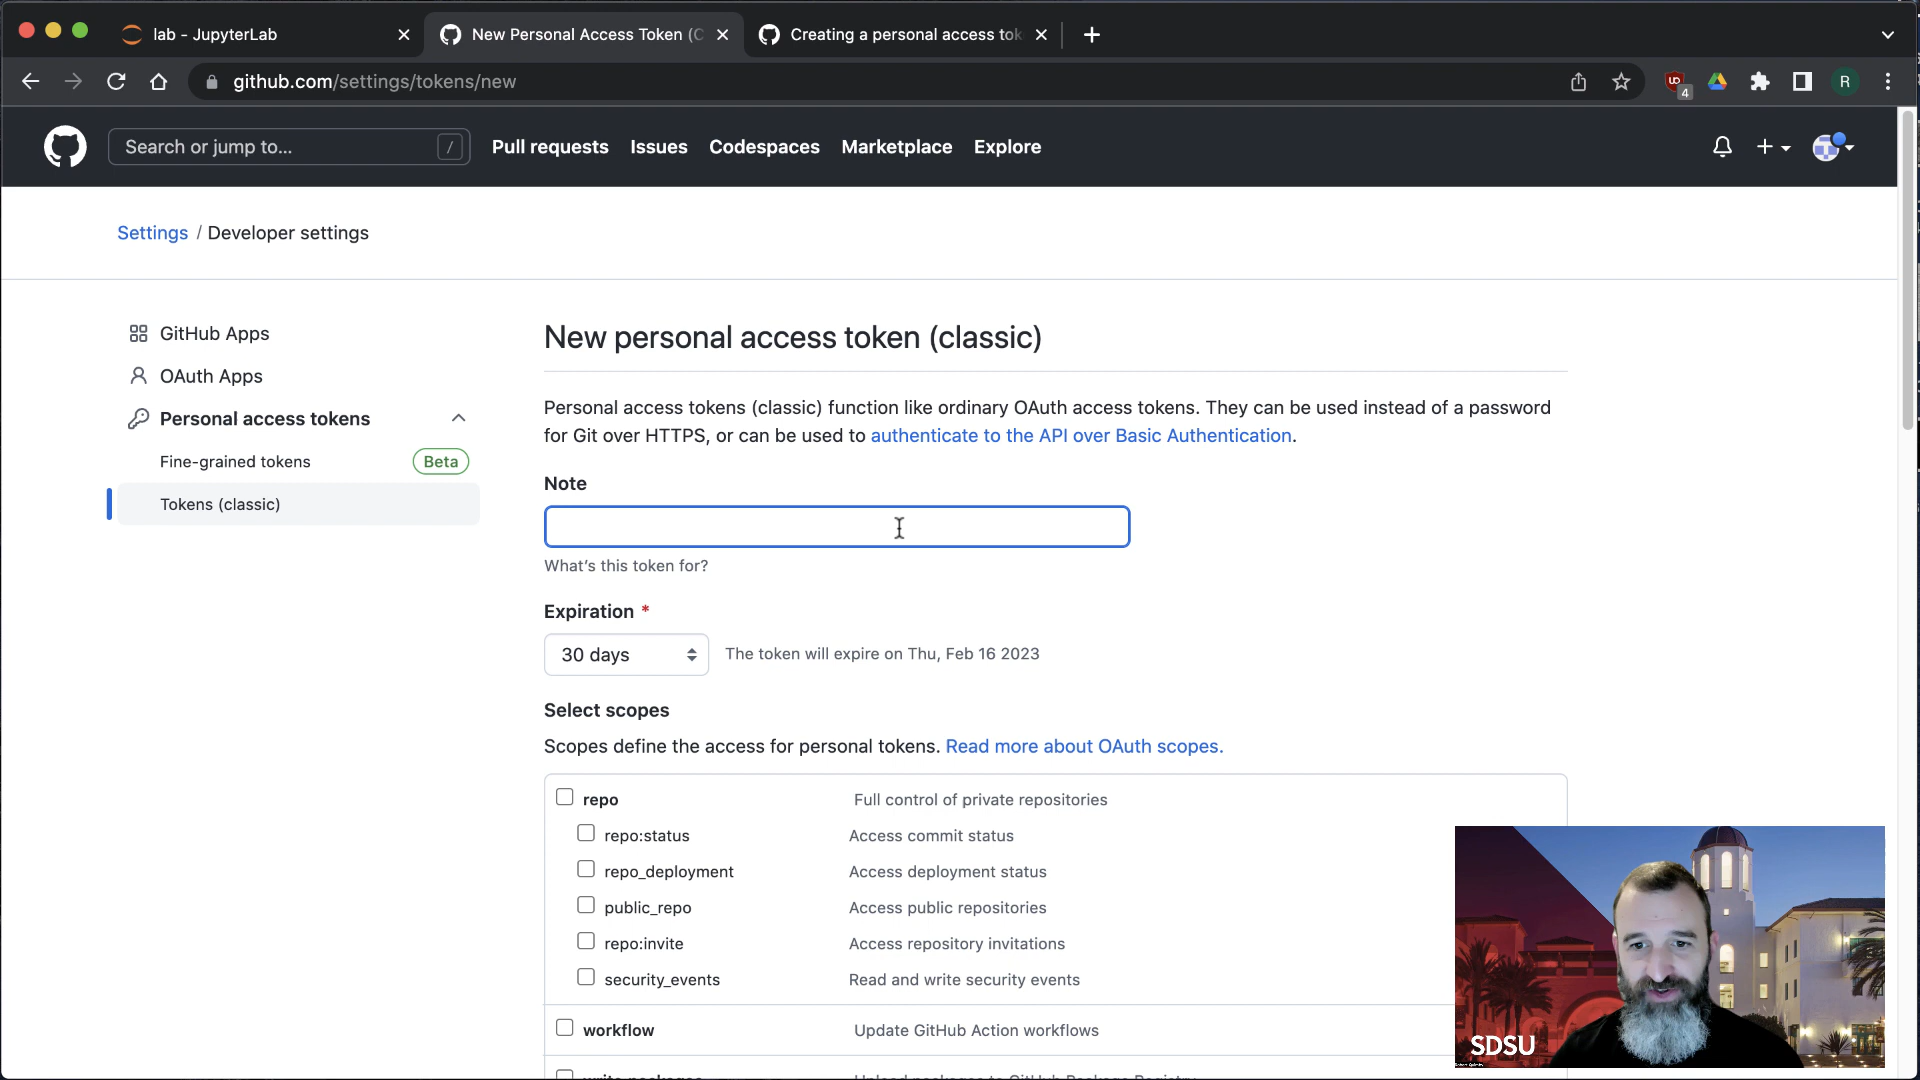 lab - JupyterLab
New Personal Access Token (C
Creating a personal access tok
github.com/settings/tokens/new
4
R
Search or jump to...
/
Pull requests
Issues
Codespaces
Marketplace
Explore
Settings / Developer settings
GitHub Apps
OAuth Apps
Personal access tokens
Fine-grained tokens
Beta
Tokens (classic)
New personal access token (classic)
Personal access tokens (classic) function like ordinary OAuth access tokens. They can be used instead of a password
for Git over HTTPS, or can be used to authenticate to the API over Basic Authentication.
Note
What's this token for?
Expiration *
30 days
The token will expire on Thu, Feb 16 2023
Select scopes
Scopes define the access for personal tokens. Read more about OAuth scopes.
repo
Full control of private repositories
repo:status
Access commit status
repo_deployment
Access deployment status
public_repo
Access public repositories
repo:invite
Access repository invitations
security_events
Read and write security events
workflow
Update GitHub Action workflows
SDSU